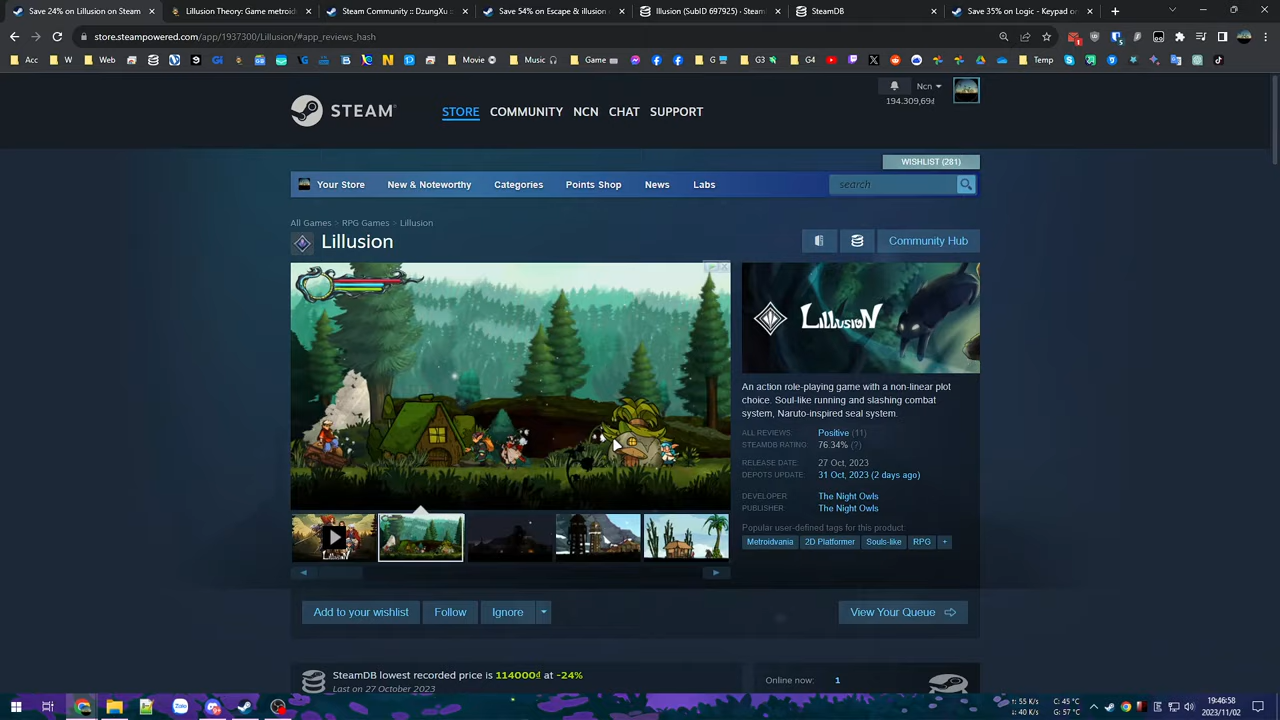 Save 24% on Lillusion on Steam
Lillusion Theory: Game metroid
Steam Community :: DzungXu :: b
Save 54% on Escape & illusion o
Illusion (SubID 697925) · Steam
SteamDB
Save 35% on Logic - Keypad on
store.steampowered.com/app/1937300/Lillusion/#app_reviews_hash
Acc
W
Web
Movie
Music
Game
G
G3
G4
Temp
STEAM
STORE
COMMUNITY
NCN
CHAT
SUPPORT
Ncn
194.309,69₫
WISHLIST (281)
Your Store
New & Noteworthy
Categories
Points Shop
News
Labs
search
All Games > RPG Games > Lillusion
Lillusion
Community Hub
LillusioN
An action role-playing game with a non-linear plot
choice. Soul-like running and slashing combat
system, Naruto-inspired seal system.
ALL REVIEWS: Positive (11)
STEAMDB RATING: 76.34% (?)
RELEASE DATE: 27 Oct, 2023
DEPOTS UPDATE: 31 Oct, 2023 (2 days ago)
DEVELOPER: The Night Owls
PUBLISHER: The Night Owls
Popular user-defined tags for this product:
Metroidvania
2D Platformer
Souls-like
RPG
+
Add to your wishlist
Follow
Ignore
View Your Queue
SteamDB lowest recorded price is 114000₫ at -24%
Last on 27 October 2023
Online now: 1
Zalo
55 K/s
40 K/s
45 °C
G: 57 °C
19:46:58
2023/11/02